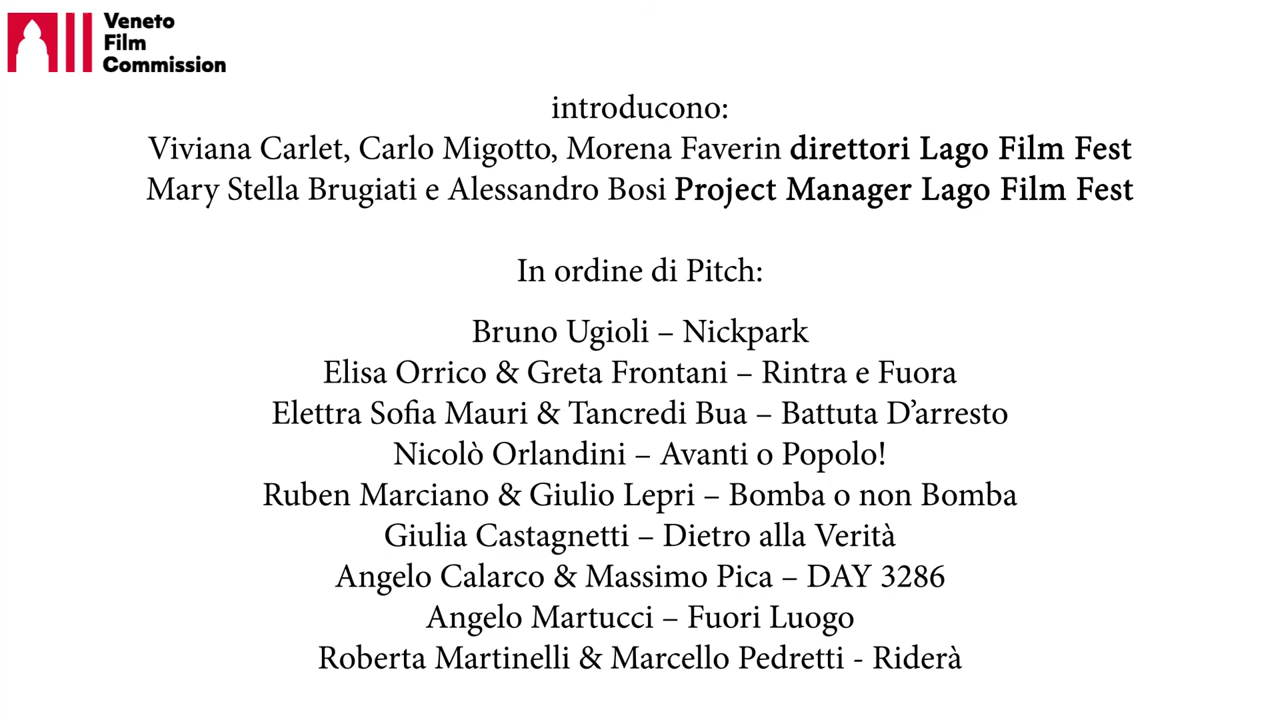 Veneto
Film
Commission
introducono:
Viviana Carlet, Carlo Migotto, Morena Faverin direttori Lago Film Fest
Mary Stella Brugiati e Alessandro Bosi Project Manager Lago Film Fest
In ordine di Pitch:
Bruno Ugioli – Nickpark
Elisa Orrico & Greta Frontani – Rintra e Fuora
Elettra Sofia Mauri & Tancredi Bua – Battuta D’arresto
Nicolò Orlandini – Avanti o Popolo!
Ruben Marciano & Giulio Lepri – Bomba o non Bomba
Giulia Castagnetti – Dietro alla Verità
Angelo Calarco & Massimo Pica – DAY 3286
Angelo Martucci – Fuori Luogo
Roberta Martinelli & Marcello Pedretti - Riderà